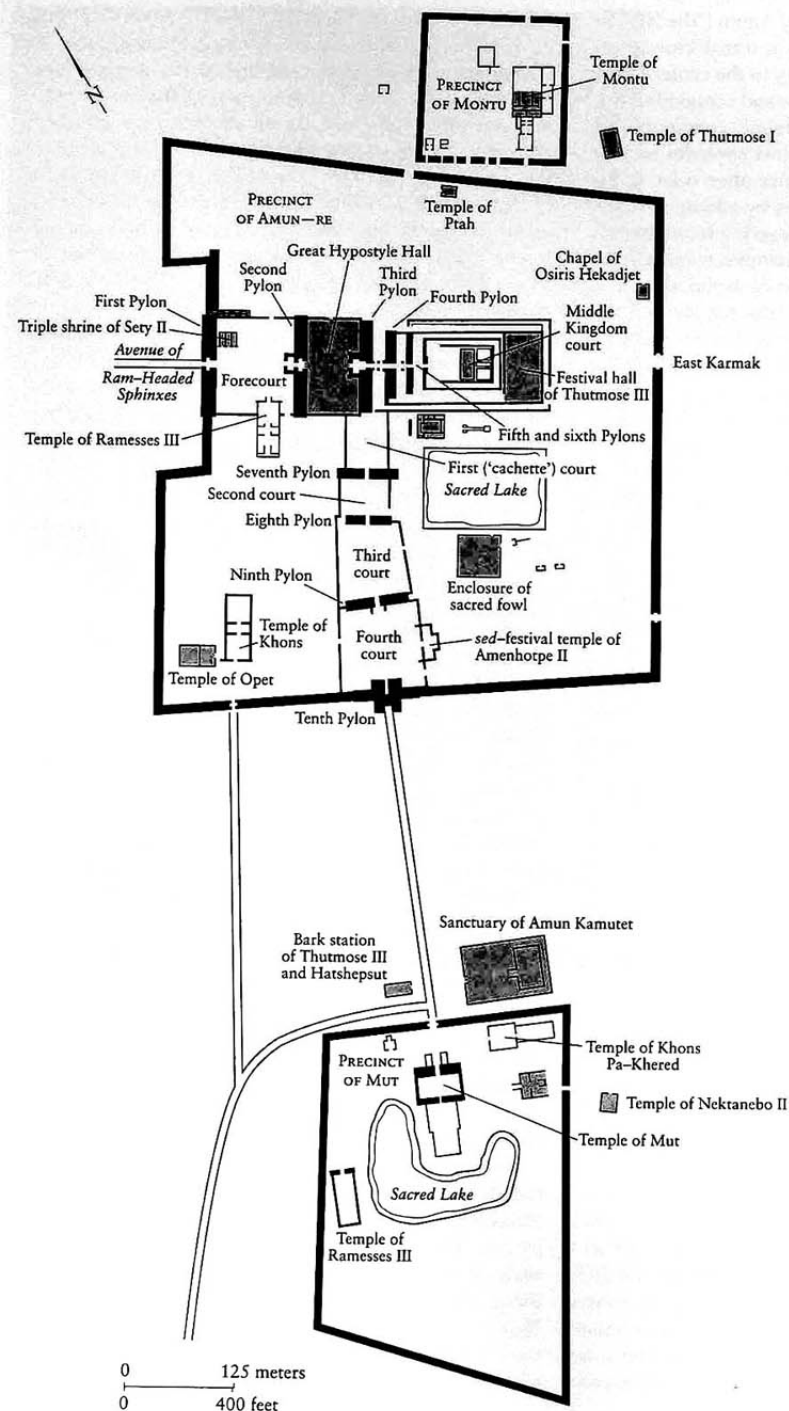 N
Temple of
Montu
PRECINCT
OF MONTU
Temple of Thutmose I
PRECINCT
OF AMUN–RE
Temple of
Ptah
Great Hypostyle Hall
Second
Pylon
Third
Pylon
Fourth Pylon
Chapel of
Osiris Hekadjet
First Pylon
Triple shrine of Sety II
Middle
Kingdom
court
Avenue of
Ram–Headed
Sphinxes
Forecourt
East Karmak
Festival hall
of Thutmose III
Temple of Ramesses III
Fifth and sixth Pylons
First (‘cachette’) court
Seventh Pylon
Second court
Sacred Lake
Eighth Pylon
Third
court
Ninth Pylon
Enclosure of
sacred fowl
Temple of
Khons
Fourth
court
sed–festival temple of
Amenhotpe II
Temple of Opet
Tenth Pylon
Sanctuary of Amun Kamutet
Bark station
of Thutmose III
and Hatshepsut
PRECINCT
OF MUT
Temple of Khons
Pa–Khered
Temple of Nektanebo II
Temple of Mut
Sacred Lake
Temple of
Ramesses III
0 125 meters
0 400 feet